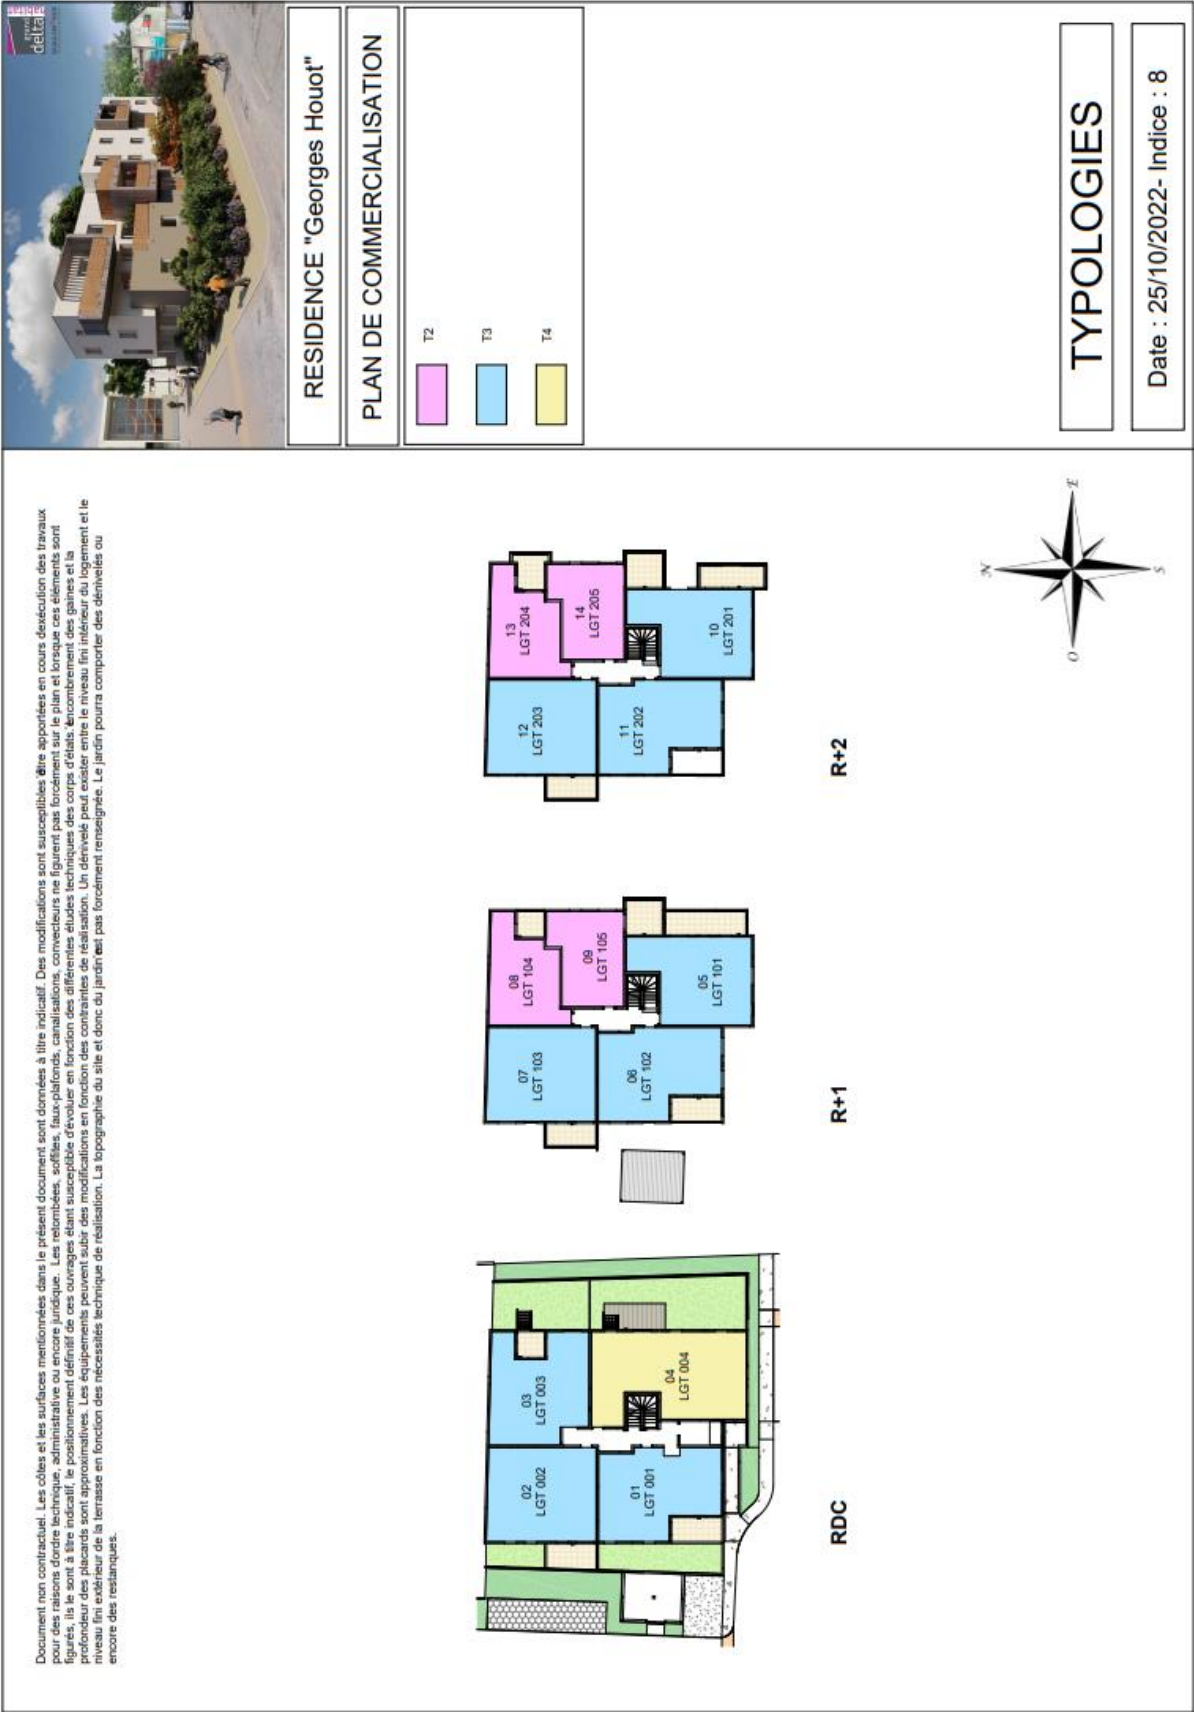 Document non contractuel. Les côtes et les surfaces mentionnées dans le présent document sont données à titre indicatif. Des modifications sont susceptibles être apportées en cours dexécution des travaux
pour des raisons dordre technique, administrative ou encore juridique. Les retombées, soffites, faux-plafonds, canalisations, convecteurs ne figurent pas forcément sur le plan et lorsque ces éléments sont
figurés, ils le sont à titre indicatif, le positionnement définitif de ces ouvrages étant susceptible d'évoluer en fonction des différentes études techniques des corps d'états. encombrement des gaines et la
profondeur des placards sont approximatives. Les équipements peuvent subir des modifications en fonction des contraintes de réalisation. Un dénivelé peut exister entre le niveau fini intérieur du logement et le
niveau fini extérieur de la terrasse en fonction des nécessités technique de réalisation. La topographie du site et donc du jardin est pas forcément renseignée. Le jardin pourra comporter des dénivelés ou
encore des restanques.
02
LGT 002
03
LGT 003
01
LGT 001
04
LGT 004
RDC
07
LGT 103
08
LGT 104
09
LGT 105
06
LGT 102
05
LGT 101
R+1
12
LGT 203
13
LGT 204
14
LGT 205
11
LGT 202
10
LGT 201
R+2
N
O
E
S
grand
delta
habitat
RESIDENCE "Georges Houot"
PLAN DE COMMERCIALISATION
T2
T3
T4
TYPOLOGIES
Date : 25/10/2022- Indice : 8